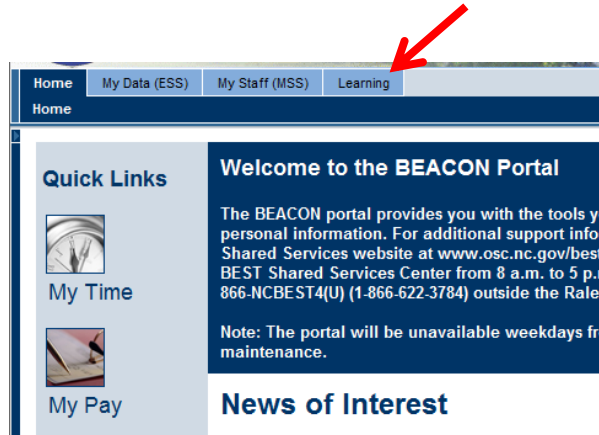 Home My Data (ESS) My Staff (MSS) Learning
Home
Quick Links
My Time
My Pay
Welcome to the BEACON Portal
The BEACON portal provides you with the tools
personal information. For additional support
Shared Services website at www.osc.nc.gov/best
BEST Shared Services Center from 8 a.m. to 5
866-NCBEST4(U) (1-866-622-3784) outside the
Note: The portal will be unavailable weekdays
maintenance.
News of Interest